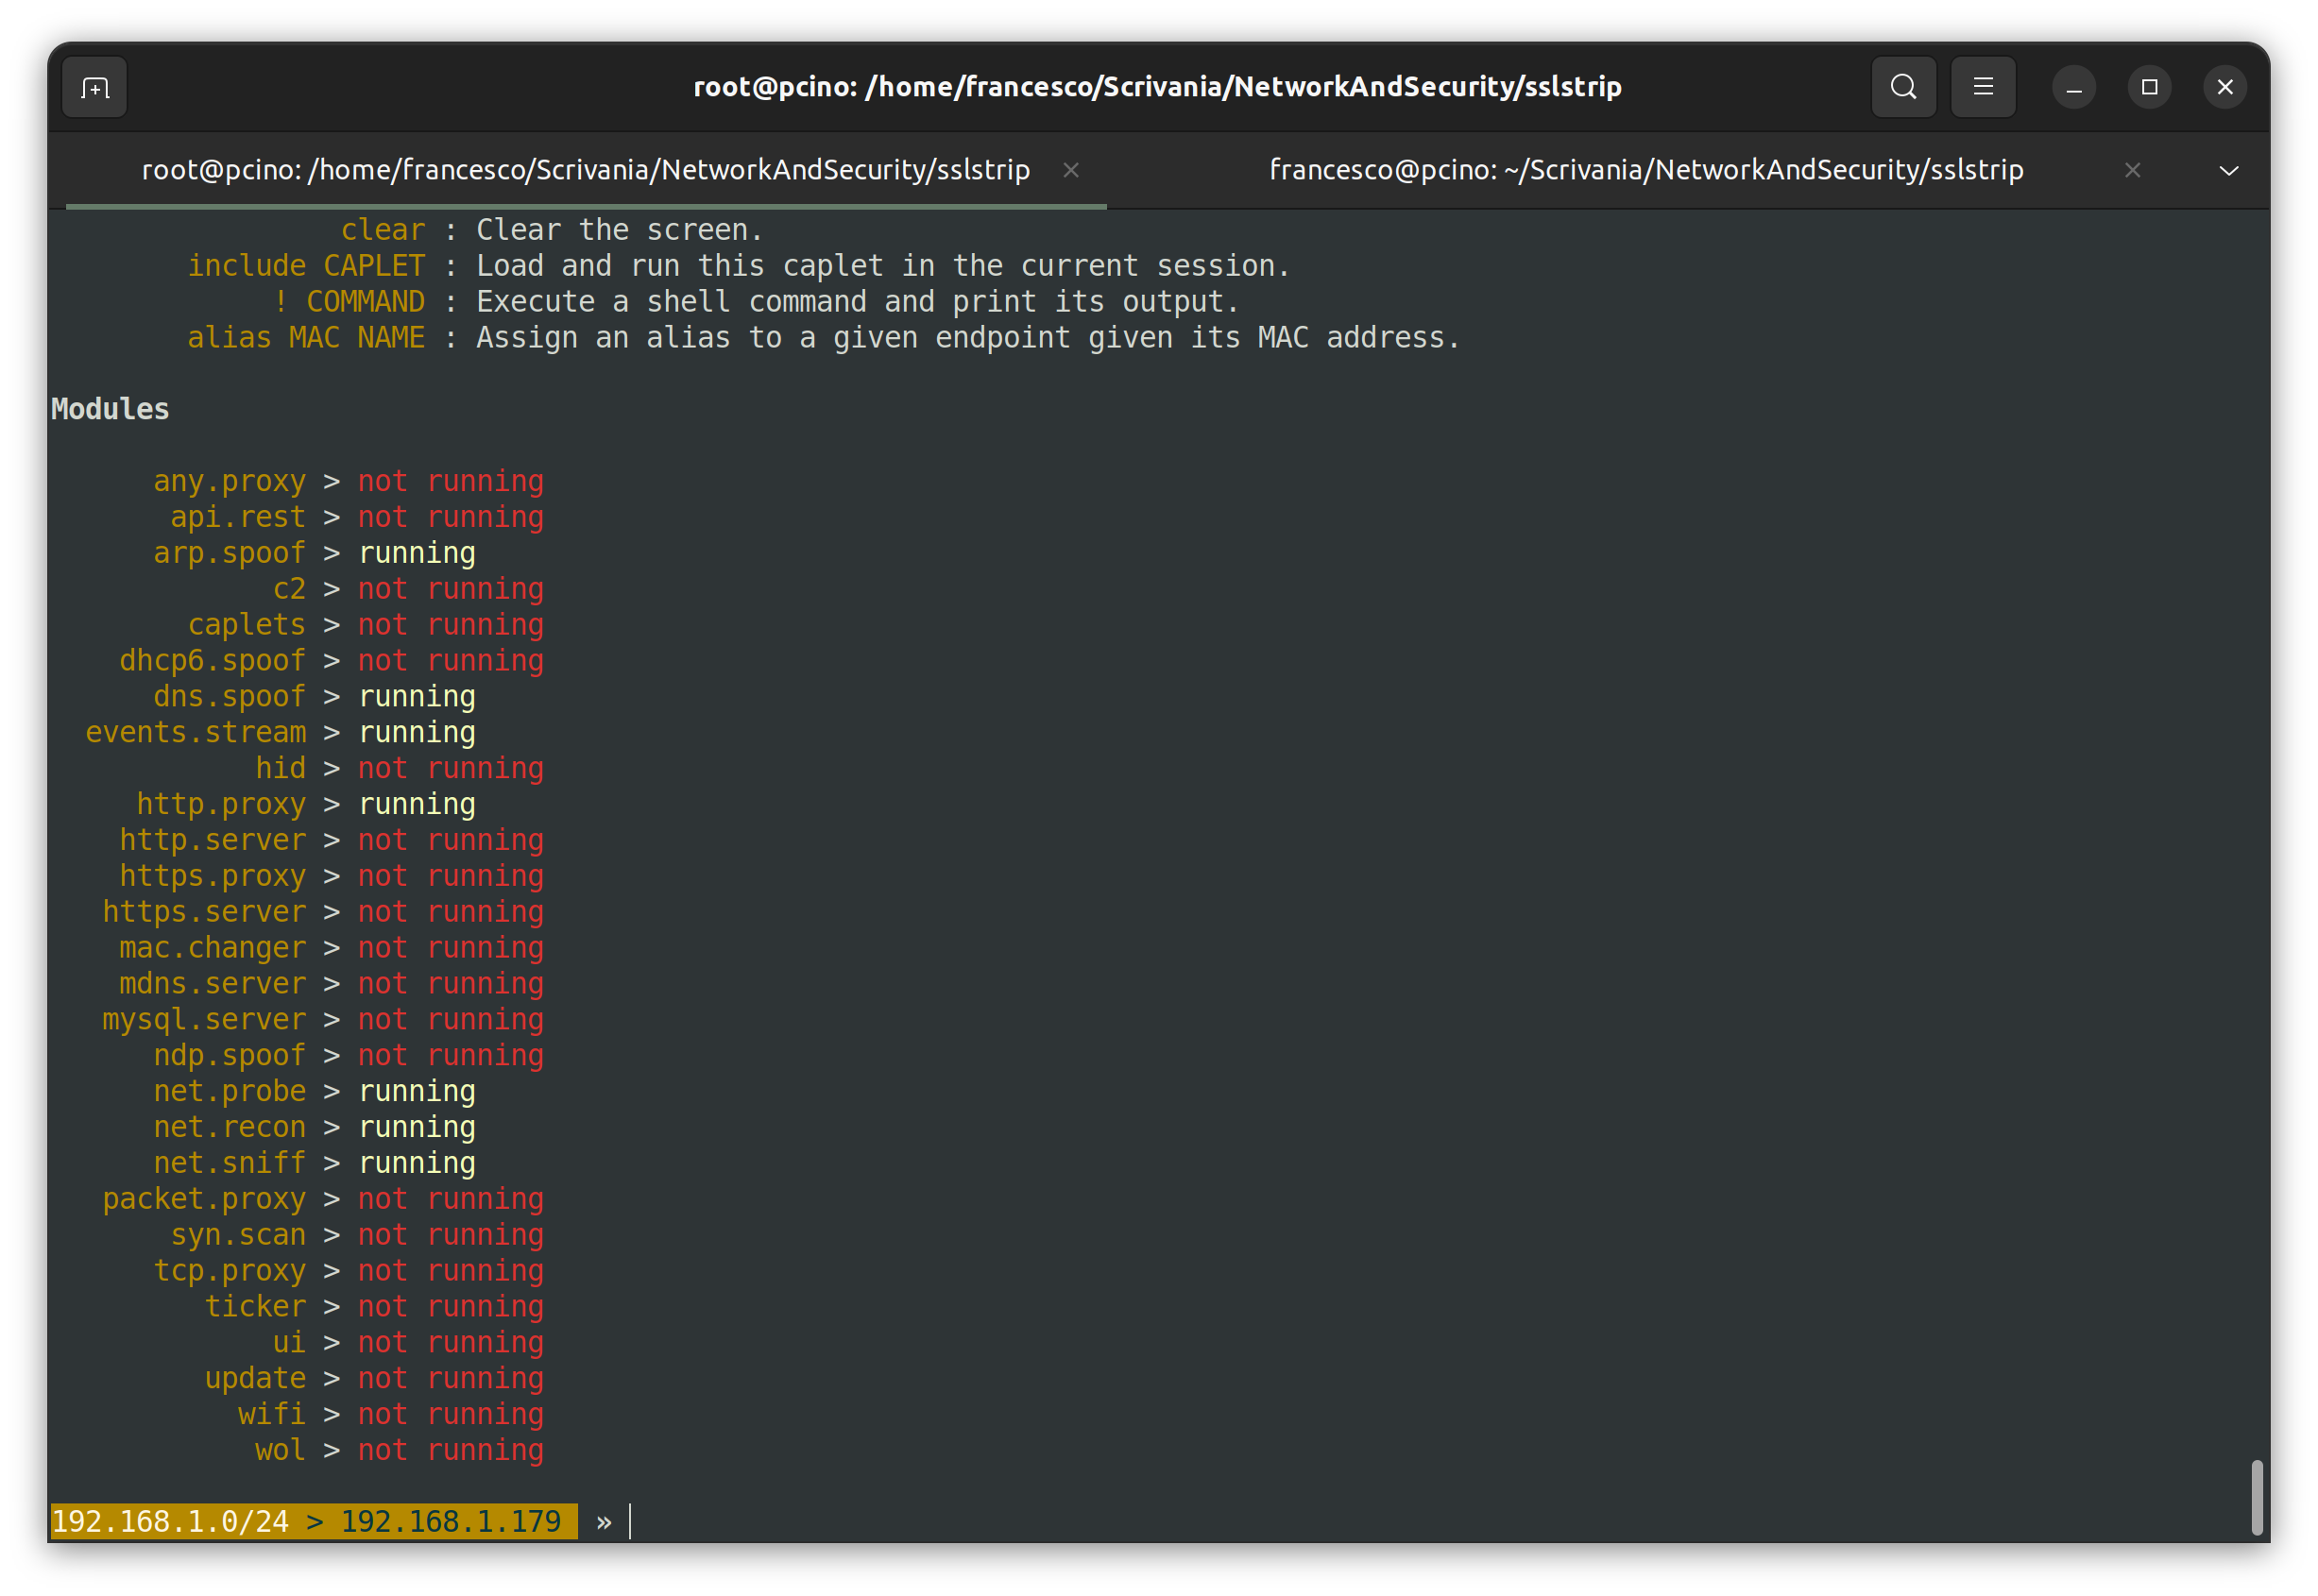 root@pcino: /home/francesco/Scrivania/NetworkAndSecurity/sslstrip
root@pcino: /home/francesco/Scrivania/NetworkAndSecurity/sslstrip × francesco@pcino: ~/Scrivania/NetworkAndSecurity/sslstrip ×
clear : Clear the screen.
include CAPLET : Load and run this caplet in the current session.
! COMMAND : Execute a shell command and print its output.
alias MAC NAME : Assign an alias to a given endpoint given its MAC address.
Modules
any.proxy > not running
api.rest > not running
arp.spoof > running
c2 > not running
caplets > not running
dhcp6.spoof > not running
dns.spoof > running
events.stream > running
hid > not running
http.proxy > running
http.server > not running
https.proxy > not running
https.server > not running
mac.changer > not running
mdns.server > not running
mysql.server > not running
ndp.spoof > not running
net.probe > running
net.recon > running
net.sniff > running
packet.proxy > not running
syn.scan > not running
tcp.proxy > not running
ticker > not running
ui > not running
update > not running
wifi > not running
wol > not running
192.168.1.0/24 > 192.168.1.179 »